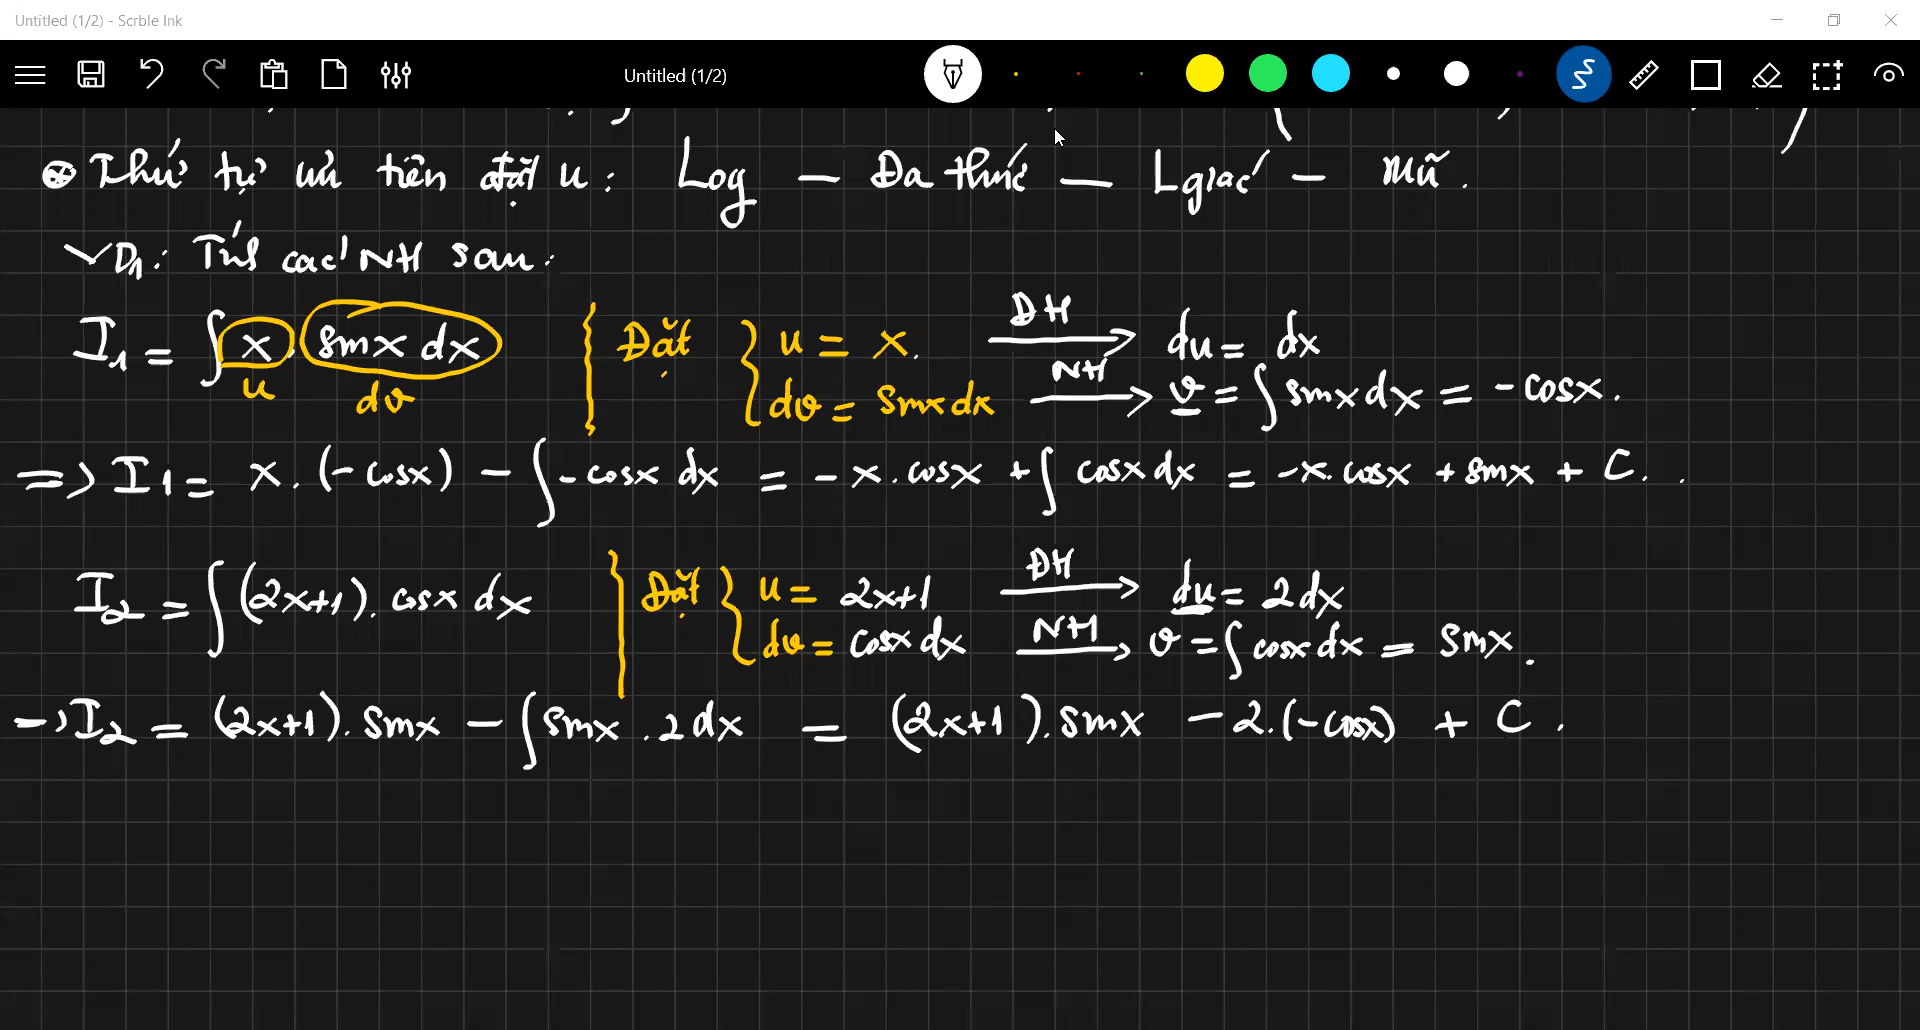 Untitled (1/2) - Scrble Ink
Untitled (1/2)
⊛ Thứ tự ưu tiên đặt u: Log — Đa thức — Lgiác — Mũ.
VD1: Tính các NH sau:
I1 = ∫ x. sinx dx } Đặt { u = x. —ĐH→ du = dx
u dv dv = sinx dx —NH→ v = ∫ sinx dx = -cosx.
=> I1 = x. (-cosx) - ∫ -cosx dx = -x. cosx + ∫ cosx dx = -x. cosx + sinx + C.
I2 = ∫ (2x+1). cosx dx } Đặt { u = 2x+1 —ĐH→ du = 2dx
dv = cosx dx —NH→ v = ∫ cosx dx = sinx.
-> I2 = (2x+1). sinx - ∫ sinx . 2dx = (2x+1). sinx - 2.(-cosx) + C.